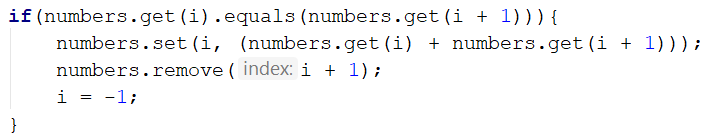 if(numbers.get(i).equals(numbers.get(i + 1))){
numbers.set(i, (numbers.get(i) + numbers.get(i + 1)));
numbers.remove( index: i + 1);
i = -1;
}